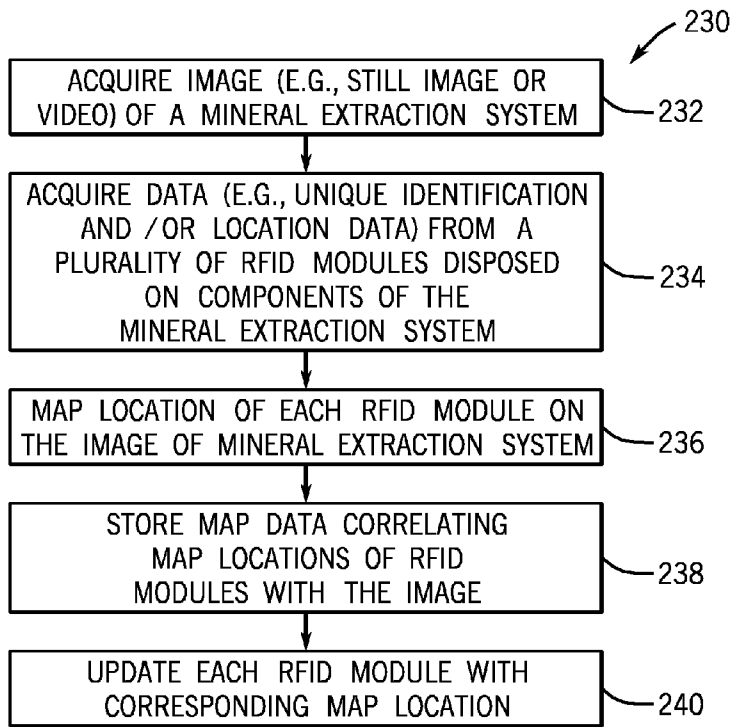 230
ACQUIRE IMAGE (E.G., STILL IMAGE OR
VIDEO) OF A MINERAL EXTRACTION SYSTEM
232
ACQUIRE DATA (E.G., UNIQUE IDENTIFICATION
AND /OR LOCATION DATA) FROM A
PLURALITY OF RFID MODULES DISPOSED
ON COMPONENTS OF THE
MINERAL EXTRACTION SYSTEM
234
MAP LOCATION OF EACH RFID MODULE ON
THE IMAGE OF MINERAL EXTRACTION SYSTEM
236
STORE MAP DATA CORRELATING
MAP LOCATIONS OF RFID
MODULES WITH THE IMAGE
238
UPDATE EACH RFID MODULE WITH
CORRESPONDING MAP LOCATION
240